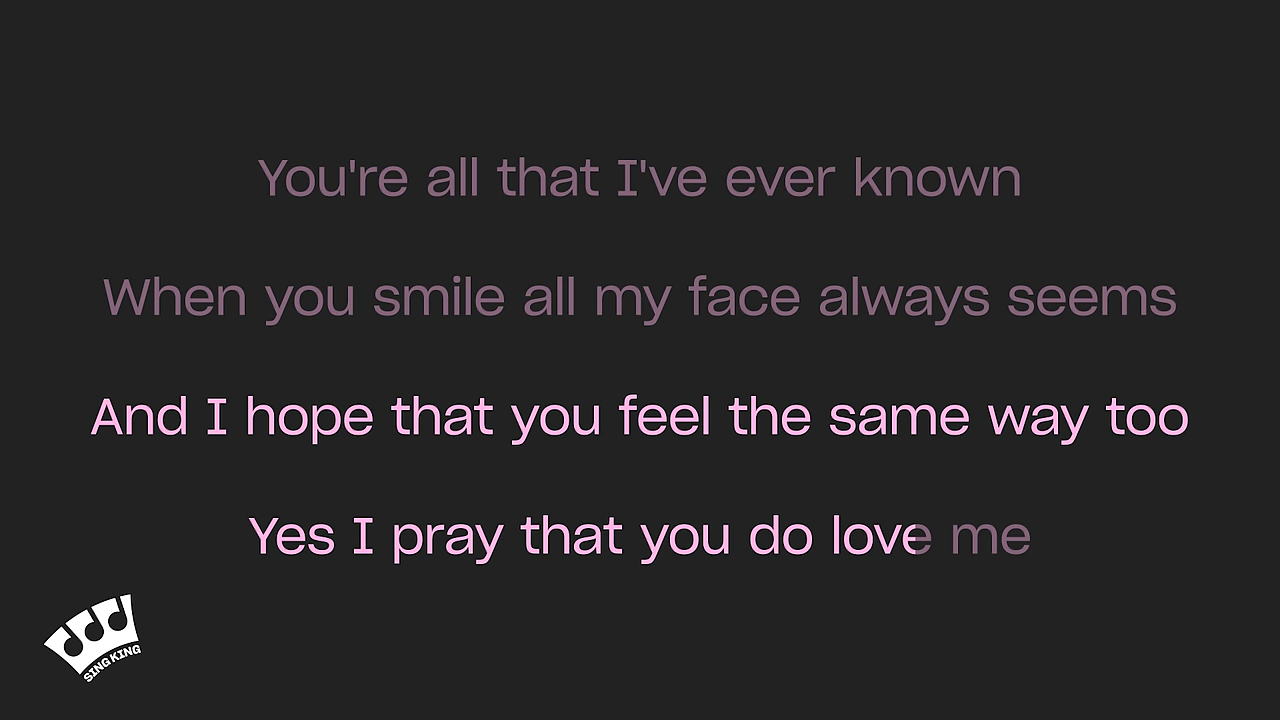 You're all that I've ever known
When you smile all my face always seems
And I hope that you feel the same way too
Yes I pray that you do love me
SING KING